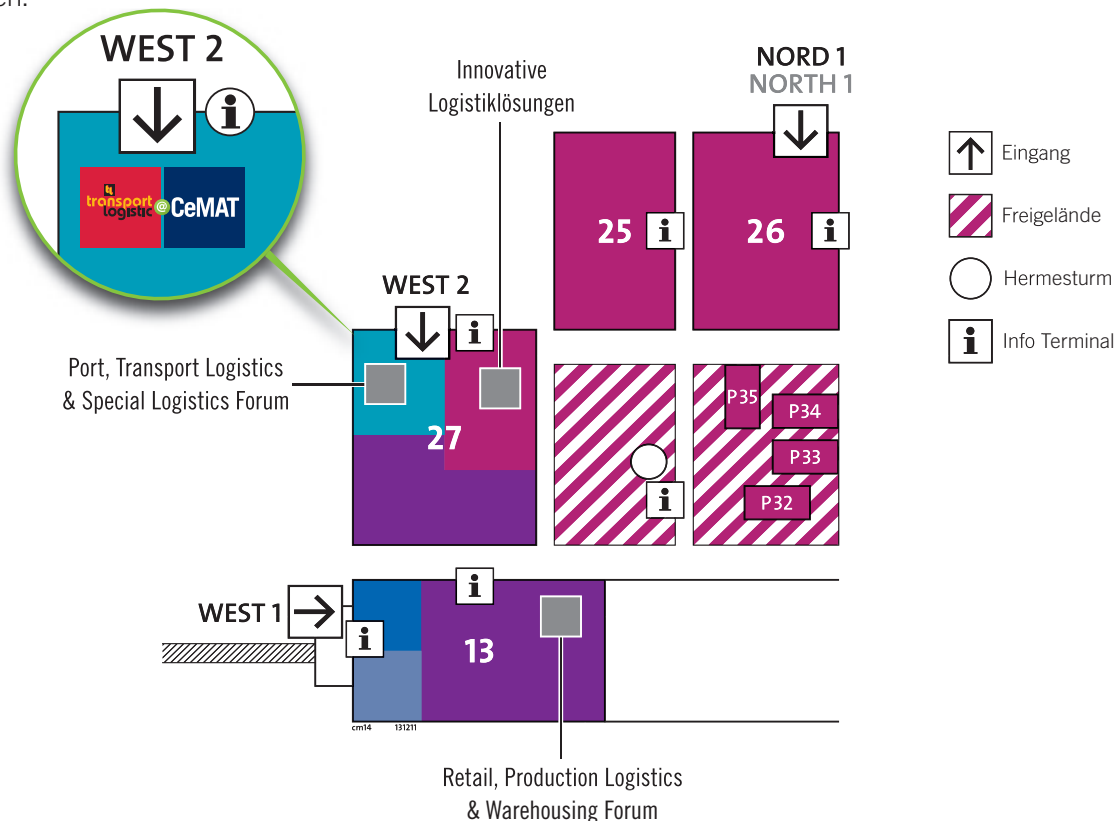 en.
WEST 2
i
transport
logistic
@
CeMAT
Innovative
Logistiklösungen
NORD 1
NORTH 1
Eingang
Freigelände
Hermesturm
i
Info Terminal
25
i
26
i
WEST 2
i
Port, Transport Logistics
& Special Logistics Forum
27
P35
P34
P33
P32
i
WEST 1
i
i
13
cm14 131211
Retail, Production Logistics
& Warehousing Forum